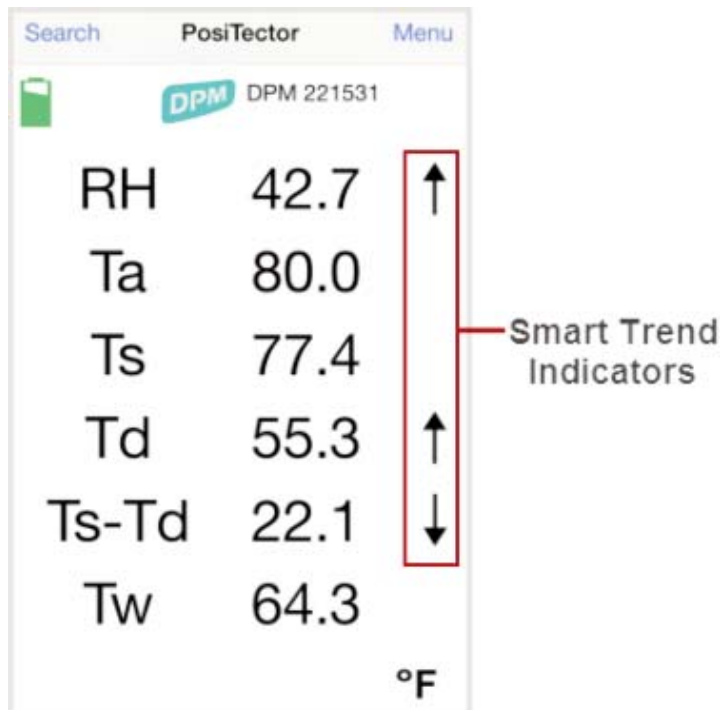 Search PosiTector Menu
DPM DPM 221531
RH 42.7 ↑
Ta 80.0
Ts 77.4
Td 55.3 ↑
Ts-Td 22.1 ↓
Tw 64.3
°F
Smart Trend
Indicators